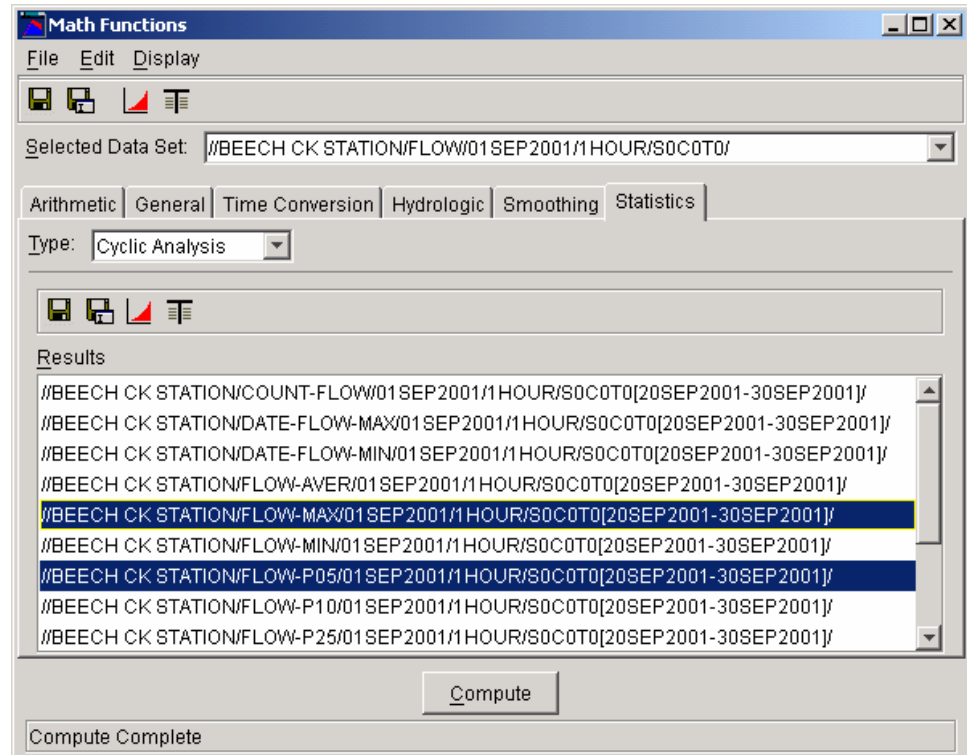 Math Functions
File Edit Display
Selected Data Set: //BEECH CK STATION/FLOW/01SEP2001/1HOUR/S0C0T0/
Arithmetic General Time Conversion Hydrologic Smoothing Statistics
Type: Cyclic Analysis
Results
//BEECH CK STATION/COUNT-FLOW/01SEP2001/1HOUR/S0C0T0[20SEP2001-30SEP2001]/
//BEECH CK STATION/DATE-FLOW-MAX/01SEP2001/1HOUR/S0C0T0[20SEP2001-30SEP2001]/
//BEECH CK STATION/DATE-FLOW-MIN/01SEP2001/1HOUR/S0C0T0[20SEP2001-30SEP2001]/
//BEECH CK STATION/FLOW-AVER/01SEP2001/1HOUR/S0C0T0[20SEP2001-30SEP2001]/
//BEECH CK STATION/FLOW-MAX/01SEP2001/1HOUR/S0C0T0[20SEP2001-30SEP2001]/
//BEECH CK STATION/FLOW-MIN/01SEP2001/1HOUR/S0C0T0[20SEP2001-30SEP2001]/
//BEECH CK STATION/FLOW-P05/01SEP2001/1HOUR/S0C0T0[20SEP2001-30SEP2001]/
//BEECH CK STATION/FLOW-P10/01SEP2001/1HOUR/S0C0T0[20SEP2001-30SEP2001]/
//BEECH CK STATION/FLOW-P25/01SEP2001/1HOUR/S0C0T0[20SEP2001-30SEP2001]/
Compute
Compute Complete